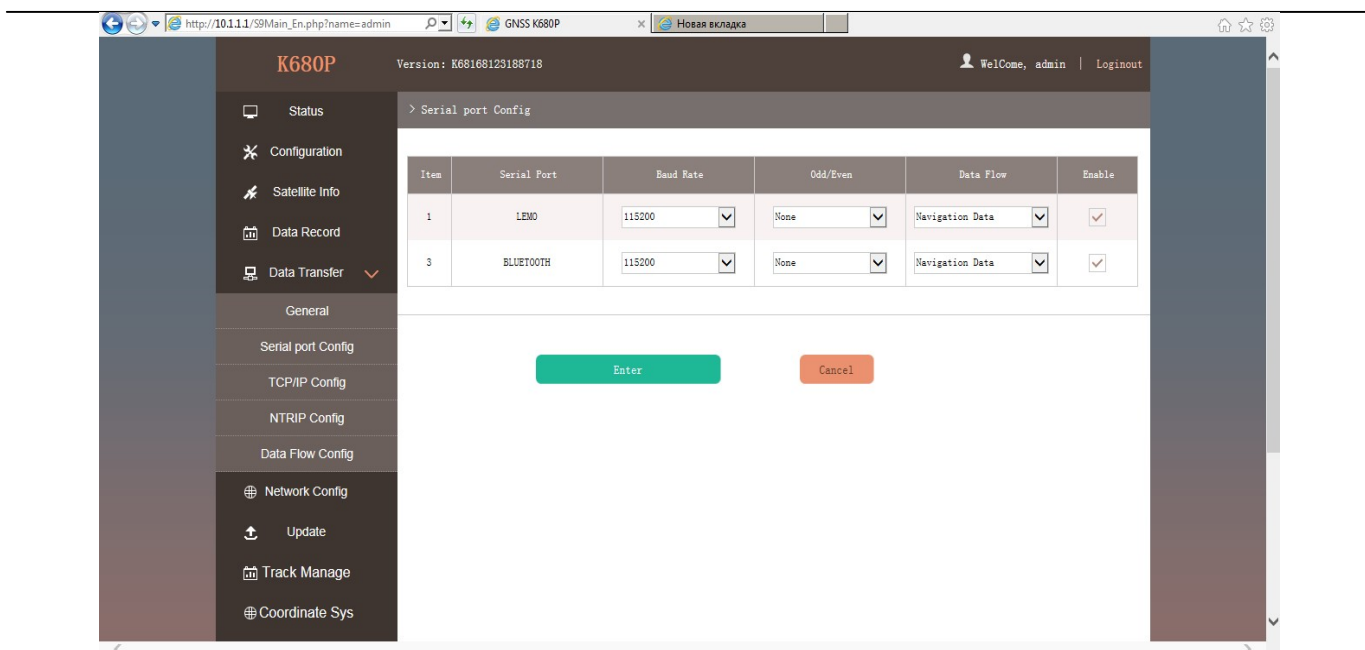 http://10.1.1.1/S9Main_En.php?name=admin GNSS K680P Новая вкладка
K680P Version: K68168123188718 WelCome, admin | Loginout
Status
> Serial port Config
Configuration
Satellite Info
Data Record
Data Transfer
General
Serial port Config
TCP/IP Config
NTRIP Config
Data Flow Config
Network Config
Update
Track Manage
Coordinate Sys
Item Serial Port Baud Rate Odd/Even Data Flow Enable
1 LEMO 115200 None Navigation Data
3 BLUETOOTH 115200 None Navigation Data
Enter Cancel